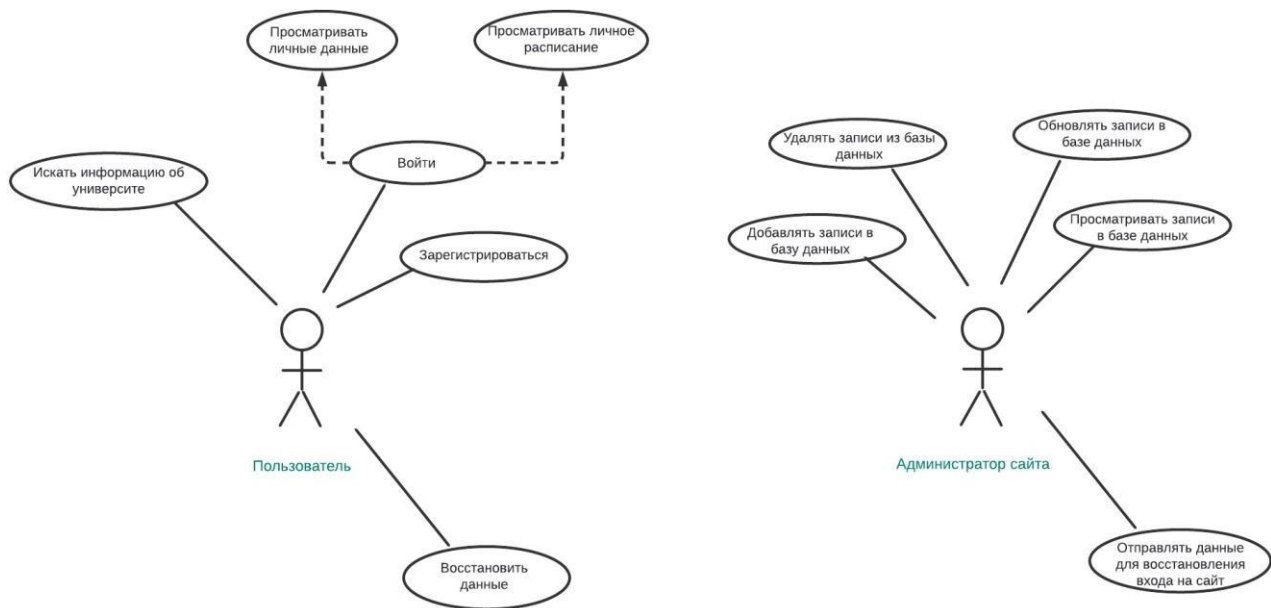 Просматривать
личные данные
Просматривать личное
расписание
Войти
Искать информацию об
университе
Зарегистрироваться
Пользователь
Восстановить
данные
Удалять записи из базы
данных
Обновлять записи в
базе данных
Добавлять записи в
базу данных
Просматривать записи
в базе данных
Администратор сайта
Отправлять данные
для восстановления
входа на сайт